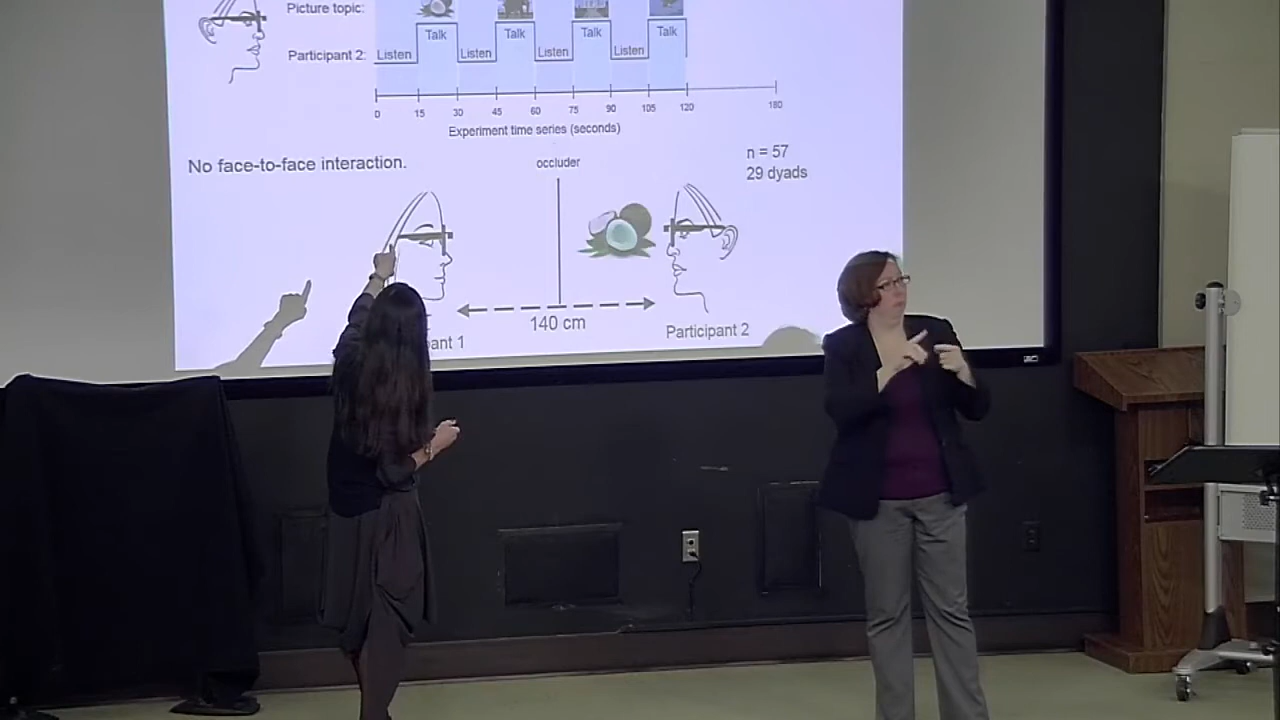 Picture topic:
Talk Talk Talk Talk
Participant 2: Listen Listen Listen Listen
0 15 30 45 60 75 90 105 120 180
Experiment time series (seconds)
No face-to-face interaction.
occluder
n = 57
29 dyads
140 cm
pant 1
Participant 2